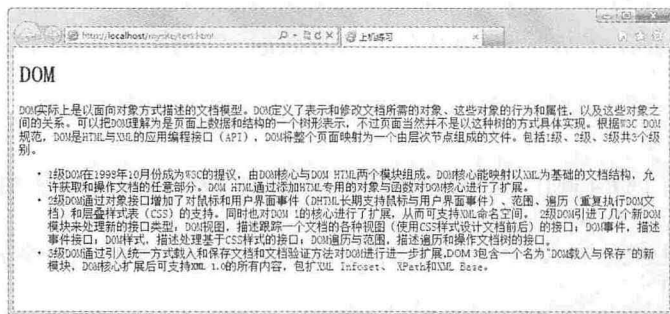 http://localhost/mysite/test.html
上机练习
DOM
DOM实际上是以面向对象方式描述的文档模型。DOM定义了表示和修改文档所需的对象、这些对象的行为和属性，以及这些对象之
间的关系。可以把DOM理解为是页面上数据和结构的一个树形表示，不过页面当然并不是以这种树的方式具体实现。根据W3C DOM
规范，DOM是HTML与XML的应用编程接口（API），DOM将整个页面映射为一个由层次节点组成的文件。包括1级、2级、3级共3个级
别。
• 1级DOM在1998年10月份成为W3C的提议，由DOM核心与DOM HTML两个模块组成。DOM核心能映射以XML为基础的文档结构，允
许获取和操作文档的任意部分。DOM HTML通过添加HTML专用的对象与函数对DOM核心进行了扩展。
• 2级DOM通过对象接口增加了对鼠标和用户界面事件（DHTML长期支持鼠标与用户界面事件）、范围、遍历（重复执行DOM文
档）和层叠样式表（CSS）的支持。同时也对DOM 1的核心进行了扩展，从而可支持XML命名空间。 2级DOM引进了几个新DOM
模块来处理新的接口类型：DOM视图，描述跟踪一个文档的各种视图（使用CSS样式设计文档前后）的接口；DOM事件，描述
事件接口；DOM样式，描述处理基于CSS样式的接口；DOM遍历与范围，描述遍历和操作文档树的接口。
• 3级DOM通过引入统一方式载入和保存文档和文档验证方法对DOM进行进一步扩展,DOM 3包含一个名为"DOM载入与保存"的新
模块，DOM核心扩展后可支持XML 1.0的所有内容，包扩XML Infoset、 XPath和XML Base。